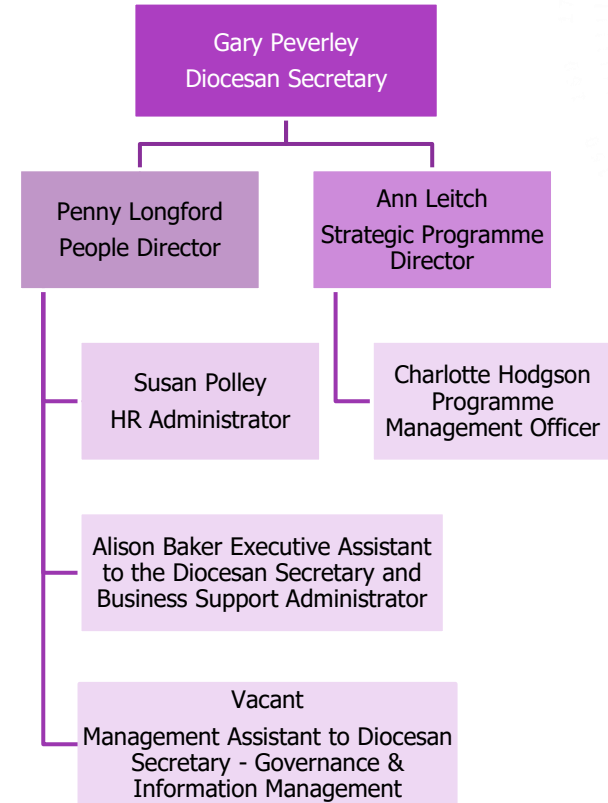 Gary Peverley
Diocesan Secretary
Penny Longford
People Director
Ann Leitch
Strategic Programme
Director
Susan Polley
HR Administrator
Charlotte Hodgson
Programme
Management Officer
Alison Baker Executive Assistant
to the Diocesan Secretary and
Business Support Administrator
Vacant
Management Assistant to Diocesan
Secretary - Governance &
Information Management